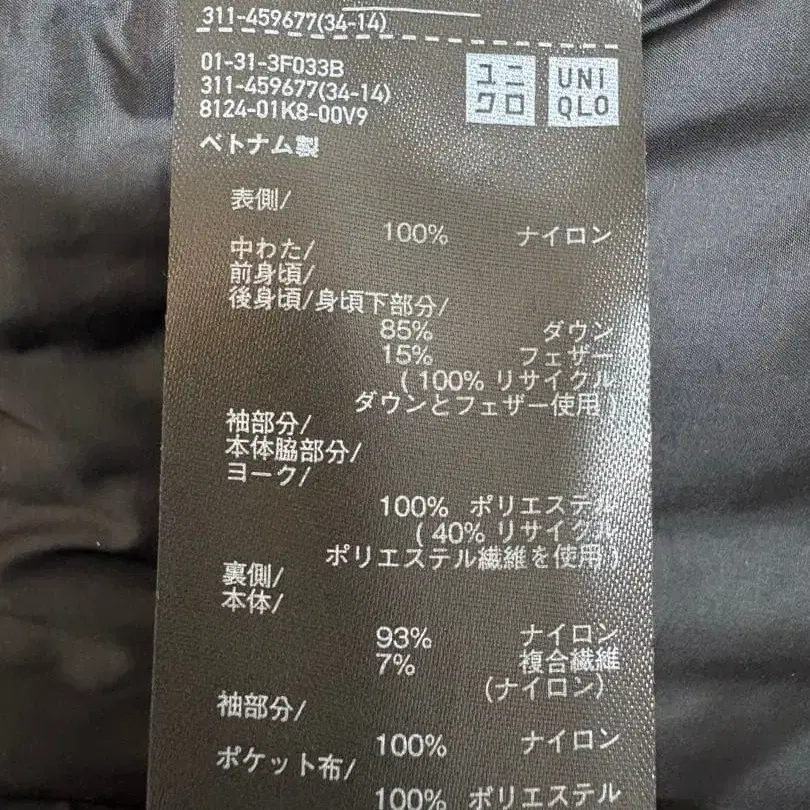 311-459677(34-14)
01-31-3F033B
311-459677(34-14)
8124-01K8-00V9
ユニ
クロ
UNI
QLO
ベトナム製
表側/
100% ナイロン
中わた/
前身頃/
後身頃/身頃下部分/
85% ダウン
15% フェザー
(100% リサイクル
ダウンとフェザー使用)
袖部分/
本体脇部分/
ヨーク/
100% ポリエステル
(40% リサイクル
ポリエステル繊維を使用)
裏側/
本体/
93% ナイロン
7% 複合繊維
(ナイロン)
袖部分/
100% ナイロン
ポケット布/
100% ポリエステル